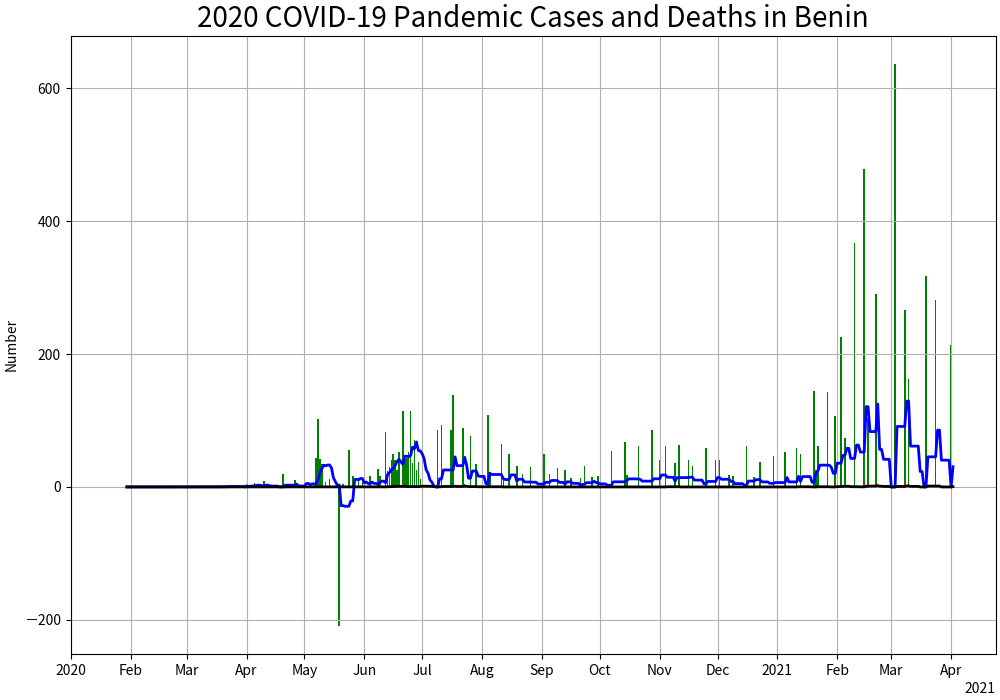 2020 COVID-19 Pandemic Cases and Deaths in Benin
Number
600
400
200
0
−200
2020 Feb Mar Apr May Jun Jul Aug Sep Oct Nov Dec 2021 Feb Mar Apr
2021